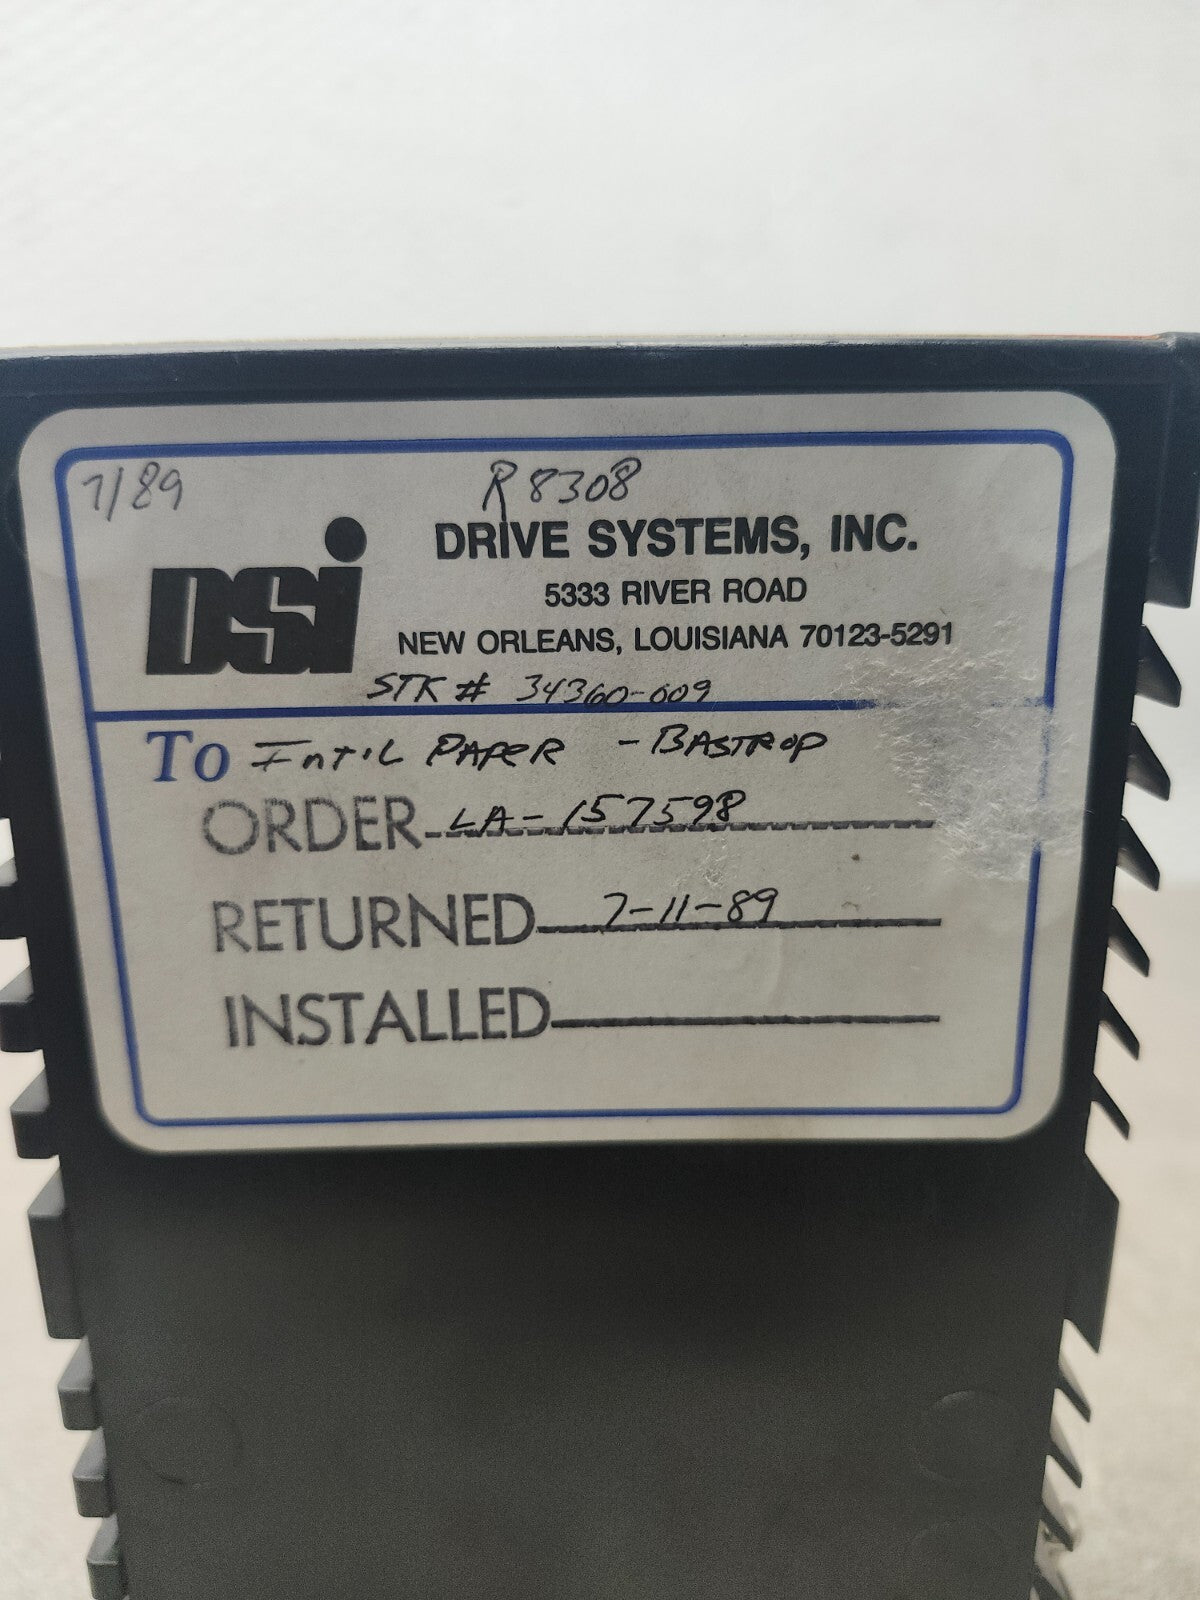 7/89
R8308
DSi
DRIVE SYSTEMS, INC.
5333 RIVER ROAD
NEW ORLEANS, LOUISIANA 70123-5291
STK # 34360-009
To Int'l PAPER - BASTROP
ORDER LA-157598
RETURNED 7-11-89
INSTALLED